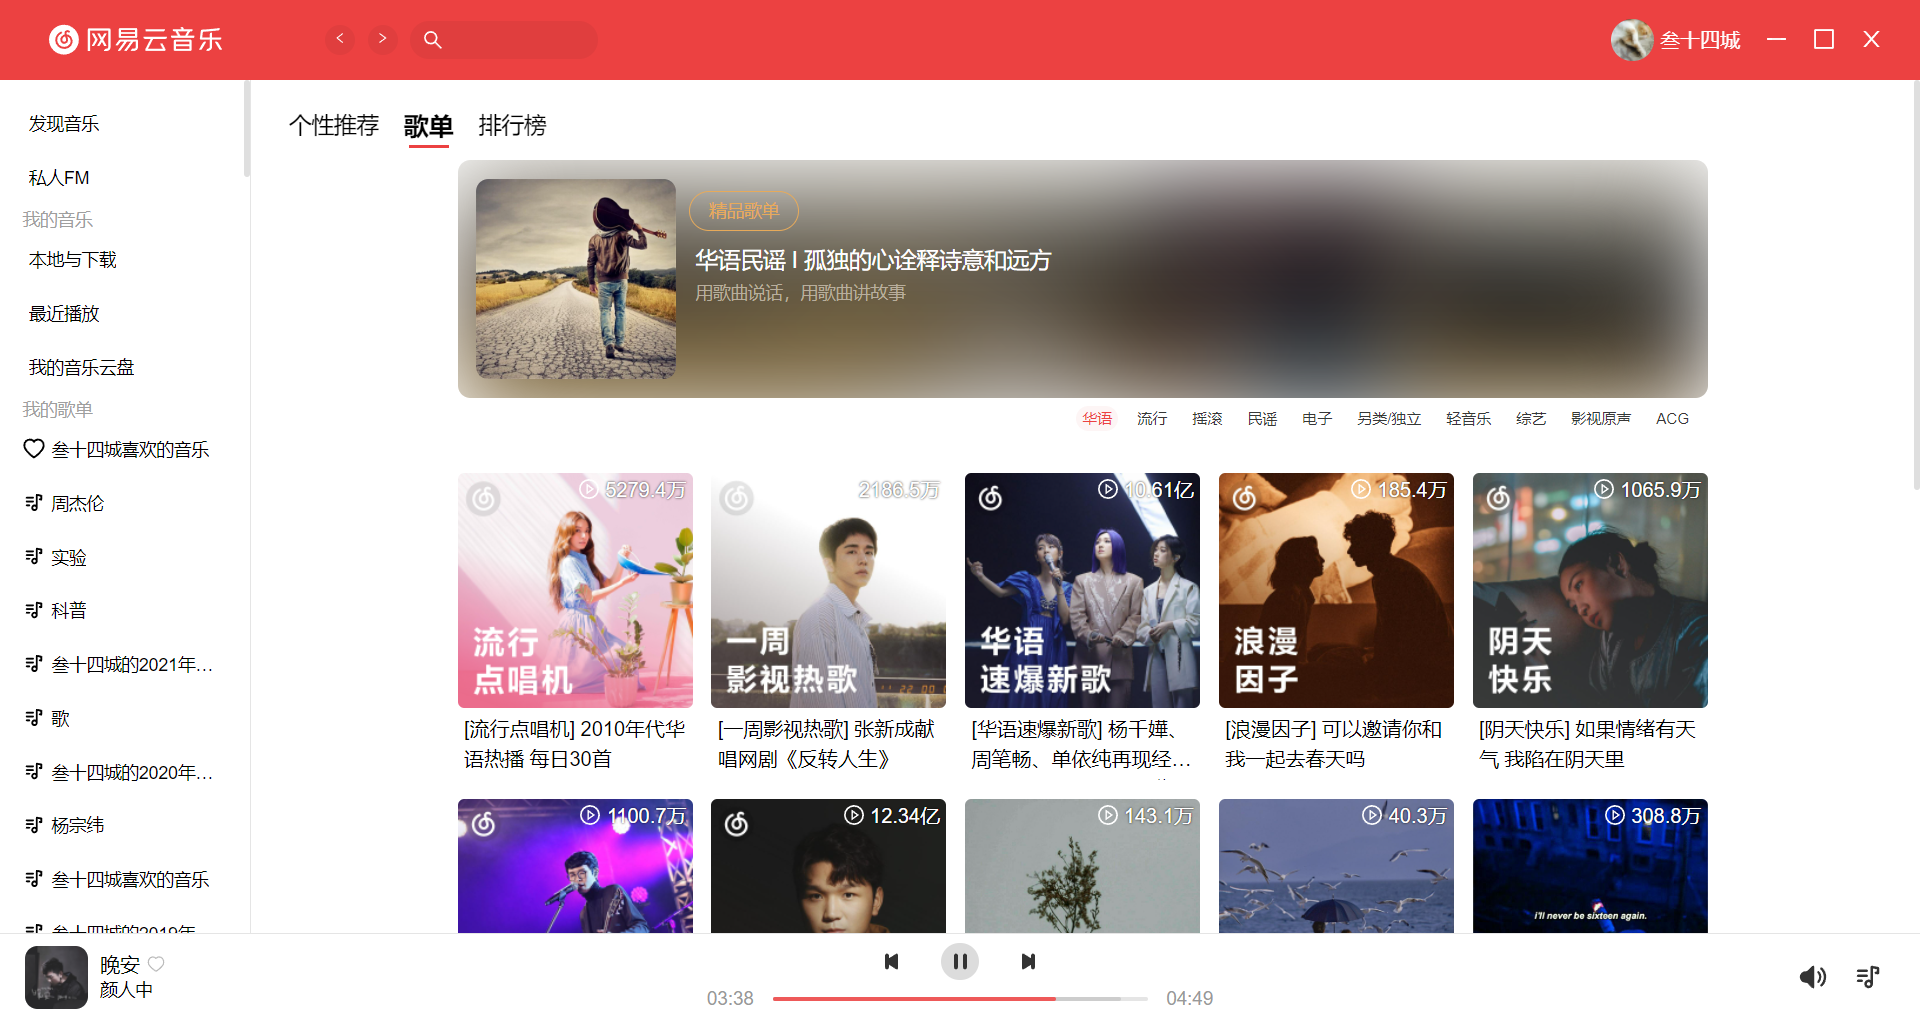 网易云音乐
叁十四城
发现音乐
私人FM
我的音乐
本地与下载
最近播放
我的音乐云盘
我的歌单
叁十四城喜欢的音乐
周杰伦
实验
科普
叁十四城的2021年…
歌
叁十四城的2020年…
杨宗纬
叁十四城喜欢的音乐
叁十四城的2019年
个性推荐 歌单 排行榜
精品歌单
华语民谣 I 孤独的心诠释诗意和远方
用歌曲说话，用歌曲讲故事
华语 流行 摇滚 民谣 电子 另类/独立 轻音乐 综艺 影视原声 ACG
5279.4万
流行
点唱机
[流行点唱机] 2010年代华
语热播 每日30首
2186.5万
一周
影视热歌
[一周影视热歌] 张新成献
唱网剧《反转人生》
10.61亿
华语
速爆新歌
[华语速爆新歌] 杨千嬅、
周笔畅、单依纯再现经…
185.4万
浪漫
因子
[浪漫因子] 可以邀请你和
我一起去春天吗
1065.9万
阴天
快乐
[阴天快乐] 如果情绪有天
气 我陷在阴天里
1100.7万
12.34亿
143.1万
40.3万
308.8万
i'll never be sixteen again.
晚安
颜人中
03:38
04:49